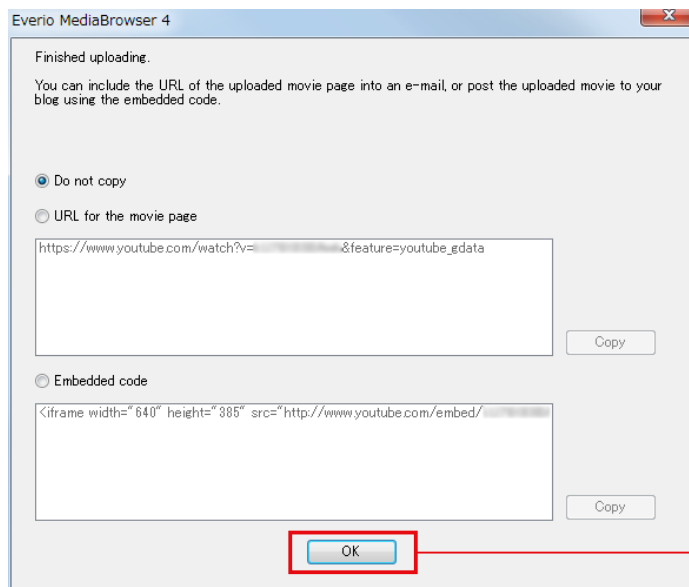 Everio MediaBrowser 4
Finished uploading.
You can include the URL of the uploaded movie page into an e-mail, or post the uploaded movie to your
blog using the embedded code.
Do not copy
URL for the movie page
https://www.youtube.com/watch?v= &feature=youtube_gdata
Copy
Embedded code
<iframe width="640" height="385" src="http://www.youtube.com/embed/
Copy
OK